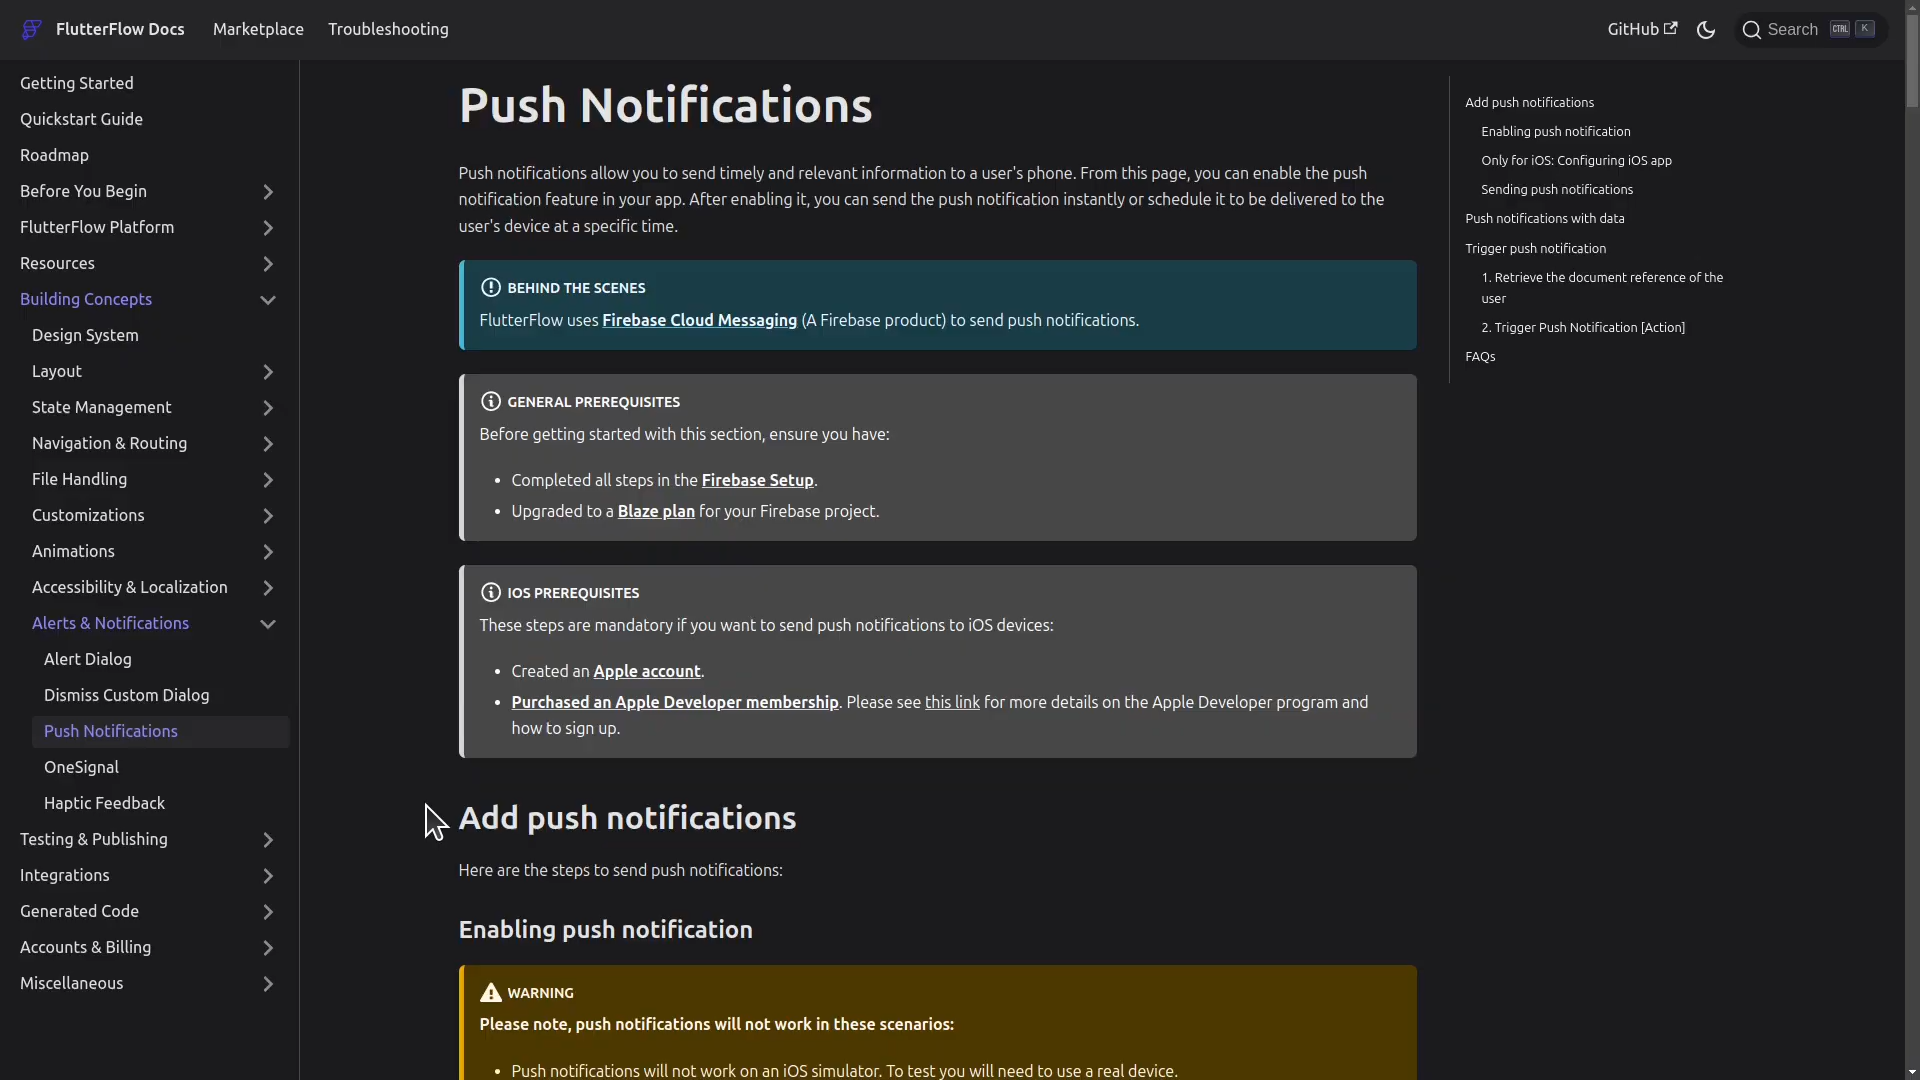 FlutterFlow Docs
Marketplace
Troubleshooting
GitHub
Search
CTRL
K
Getting Started
Quickstart Guide
Roadmap
Before You Begin
FlutterFlow Platform
Resources
Building Concepts
Design System
Layout
State Management
Navigation & Routing
File Handling
Customizations
Animations
Accessibility & Localization
Alerts & Notifications
Alert Dialog
Dismiss Custom Dialog
Push Notifications
OneSignal
Haptic Feedback
Testing & Publishing
Integrations
Generated Code
Accounts & Billing
Miscellaneous
Push Notifications
Push notifications allow you to send timely and relevant information to a user's phone. From this page, you can enable the push
notification feature in your app. After enabling it, you can send the push notification instantly or schedule it to be delivered to the
user's device at a specific time.
BEHIND THE SCENES
FlutterFlow uses Firebase Cloud Messaging (A Firebase product) to send push notifications.
GENERAL PREREQUISITES
Before getting started with this section, ensure you have:
• Completed all steps in the Firebase Setup.
• Upgraded to a Blaze plan for your Firebase project.
IOS PREREQUISITES
These steps are mandatory if you want to send push notifications to iOS devices:
• Created an Apple account.
• Purchased an Apple Developer membership. Please see this link for more details on the Apple Developer program and
how to sign up.
Add push notifications
Here are the steps to send push notifications:
Enabling push notification
WARNING
Please note, push notifications will not work in these scenarios:
• Push notifications will not work on an iOS simulator. To test you will need to use a real device.
Add push notifications
Enabling push notification
Only for iOS: Configuring iOS app
Sending push notifications
Push notifications with data
Trigger push notification
1. Retrieve the document reference of the
user
2. Trigger Push Notification [Action]
FAQs